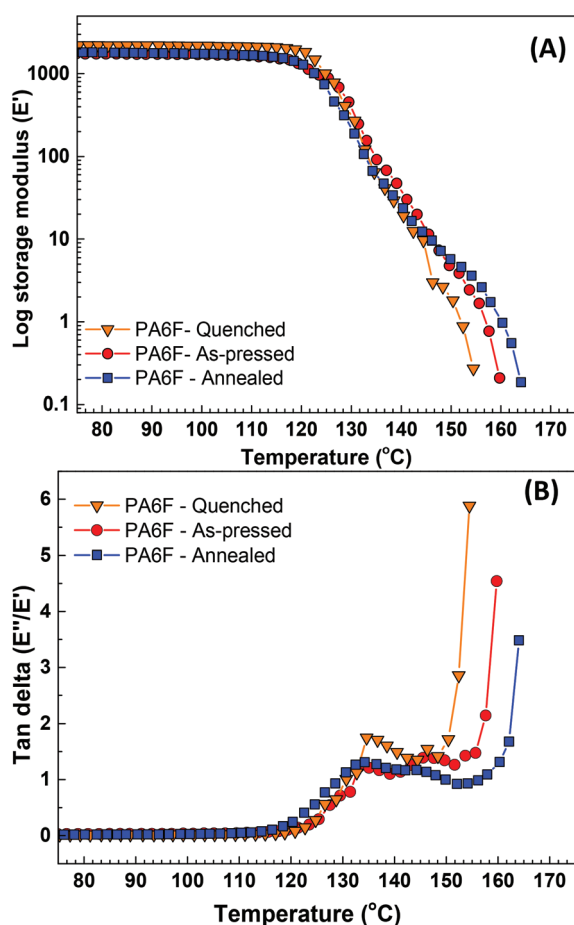 (A)
Log storage modulus (E')
1000
100
10
1
0.1
PA6F- Quenched
PA6F- As-pressed
PA6F - Annealed
80 90 100 110 120 130 140 150 160 170
Temperature (°C)
(B)
Tan delta (E''/E')
6
5
4
3
2
1
0
PA6F - Quenched
PA6F - As-pressed
PA6F - Annealed
80 90 100 110 120 130 140 150 160 170
Temperature (°C)